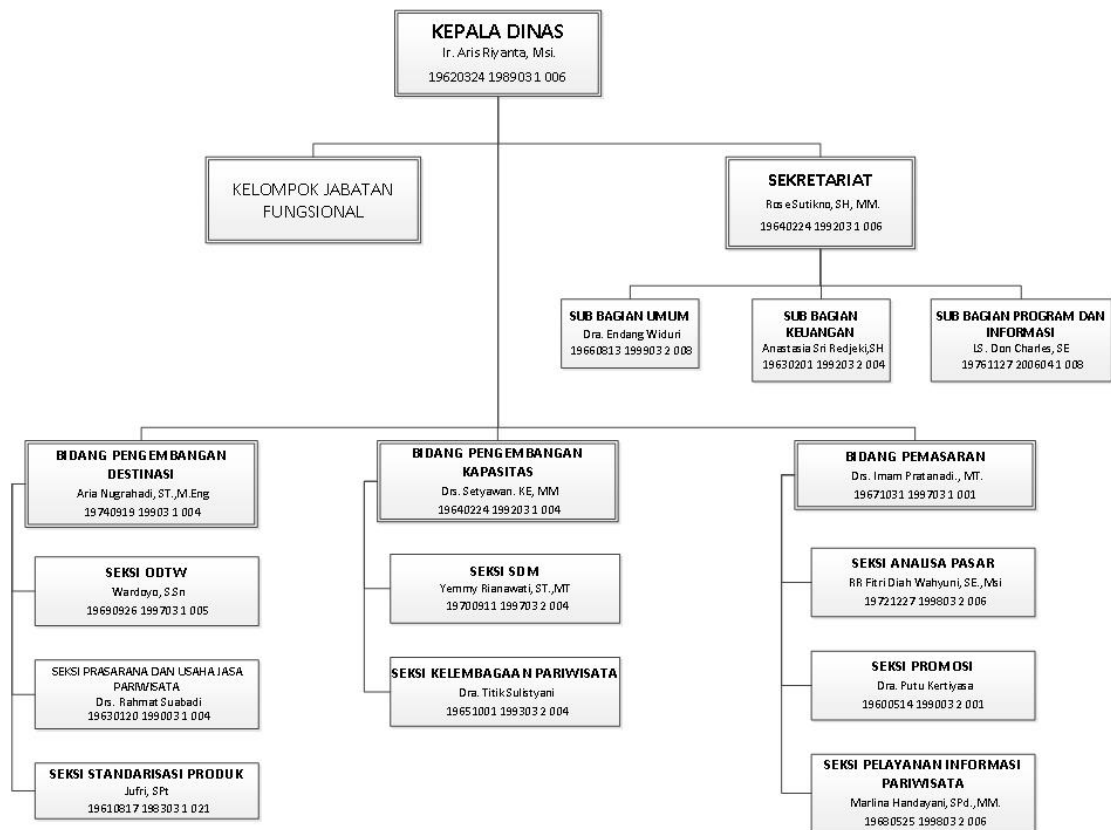 KEPALA DINAS
Ir. Aris Riyanta, Msi.
19620324 198903 1 006
KELOMPOK JABATAN
FUNGSIONAL
SEKRETARIAT
Rose Sutikno, SH, MM.
19640224 199203 1 006
SUB BAGIAN UMUM
Dra. Endang Widuri
19660813 199903 2 008
SUB BAGIAN
KEUANGAN
Anastasia Sri Redjeki,SH
19630201 199203 2 004
SUB BAGIAN PROGRAM DAN
INFORMASI
I.S. Don Charles, SE
19761127 200604 1 008
BIDANG PENGEMBANGAN
DESTINASI
Aria Nugrahadi, ST.,M.Eng
19740919 19903 1 004
SEKSI ODTW
Wardoyo, S.Sn
19690926 199703 1 005
SEKSI PRASARANA DAN USAHA JASA
PARIWISATA
Drs. Rahmat Suabadi
19630120 199003 1 004
SEKSI STANDARISASI PRODUK
Jufri, SPt
19610817 198303 1 021
BIDANG PENGEMBANGAN
KAPASITAS
Drs. Setyawan. KE, MM
19640224 199203 1 004
SEKSI SDM
Yemmy Rianawati, ST.,MT
19700911 199703 2 004
SEKSI KELEMBAGAAN PARIWISATA
Dra. Titik Sulistyani
19651001 199303 2 004
BIDANG PEMASARAN
Drs. Imam Pratanadi., MT.
19671031 199703 1 001
SEKSI ANALISA PASAR
RR Fitri Diah Wahyuni, SE.,Msi
19721227 199803 2 006
SEKSI PROMOSI
Dra. Putu Kertiyasa
19600514 199003 2 001
SEKSI PELAYANAN INFORMASI
PARIWISATA
Marlina Handayani, SPd.,MM.
19680525 199803 2 006